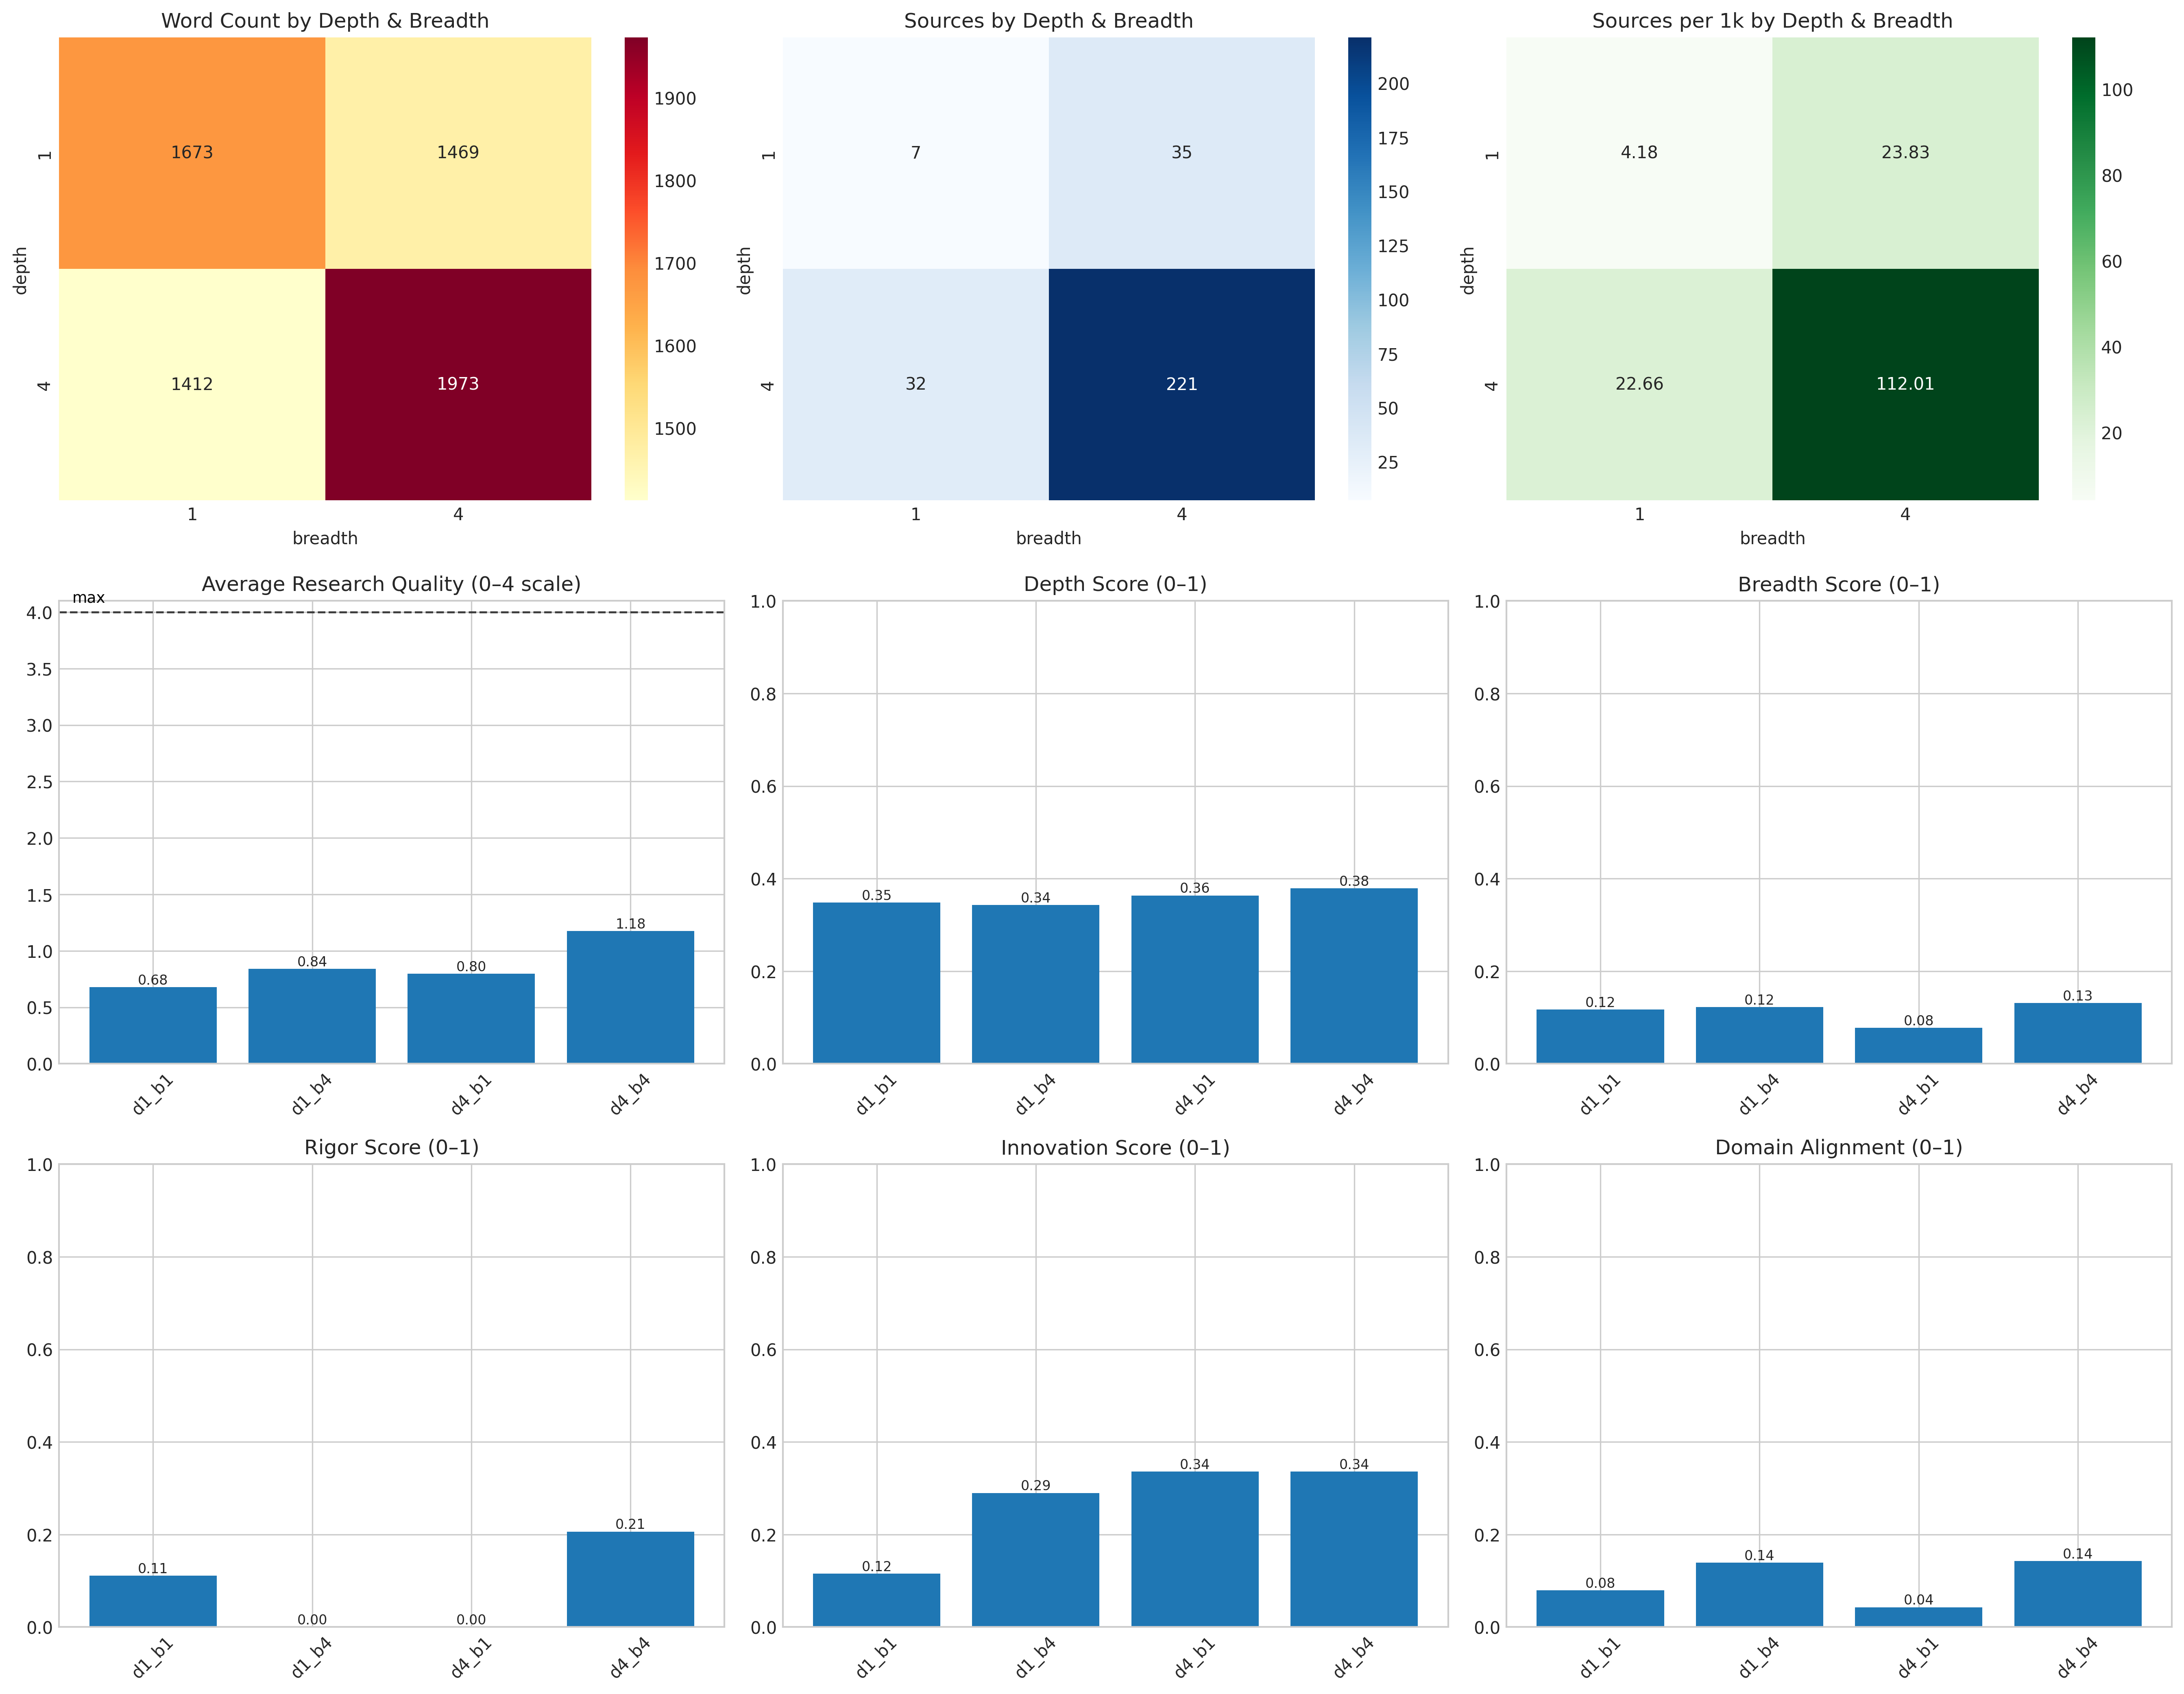 Word Count by Depth & Breadth
1673
1469
1412
1973
1
4
depth
1
4
breadth
1900
1800
1700
1600
1500
Sources by Depth & Breadth
7
35
32
221
1
4
depth
1
4
breadth
200
175
150
125
100
75
50
25
Sources per 1k by Depth & Breadth
4.18
23.83
22.66
112.01
1
4
depth
1
4
breadth
100
80
60
40
20
Average Research Quality (0–4 scale)
max
4.0
3.5
3.0
2.5
2.0
1.5
1.0
0.5
0.0
0.68
0.84
0.80
1.18
d1_b1
d1_b4
d4_b1
d4_b4
Depth Score (0–1)
1.0
0.8
0.6
0.4
0.2
0.0
0.35
0.34
0.36
0.38
d1_b1
d1_b4
d4_b1
d4_b4
Breadth Score (0–1)
1.0
0.8
0.6
0.4
0.2
0.0
0.12
0.12
0.08
0.13
d1_b1
d1_b4
d4_b1
d4_b4
Rigor Score (0–1)
1.0
0.8
0.6
0.4
0.2
0.0
0.11
0.00
0.00
0.21
d1_b1
d1_b4
d4_b1
d4_b4
Innovation Score (0–1)
1.0
0.8
0.6
0.4
0.2
0.0
0.12
0.29
0.34
0.34
d1_b1
d1_b4
d4_b1
d4_b4
Domain Alignment (0–1)
1.0
0.8
0.6
0.4
0.2
0.0
0.08
0.14
0.04
0.14
d1_b1
d1_b4
d4_b1
d4_b4